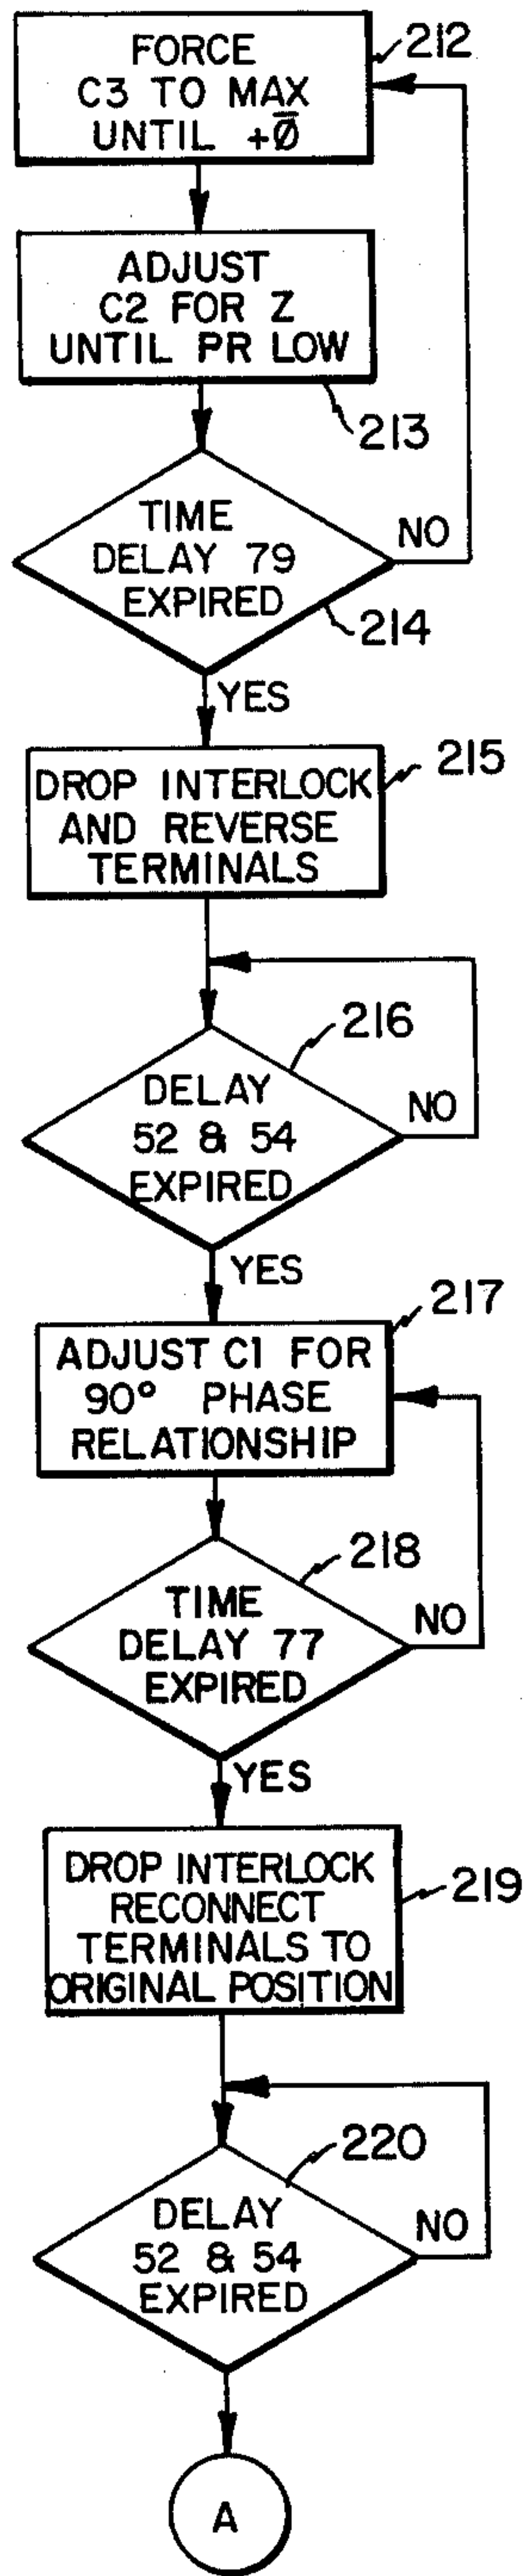 FORCE
C3 TO MAX
UNTIL +Ø̅
212
ADJUST
C2 FOR Z
UNTIL PR LOW
213
TIME
DELAY 79
EXPIRED
NO
214
YES
DROP INTERLOCK
AND REVERSE
TERMINALS
215
216
DELAY
52 & 54
EXPIRED
NO
YES
217
ADJUST C1 FOR
90° PHASE
RELATIONSHIP
218
TIME
DELAY 77
EXPIRED
NO
YES
DROP INTERLOCK
RECONNECT
TERMINALS TO
ORIGINAL POSITION
219
220
DELAY
52 & 54
EXPIRED
NO
A